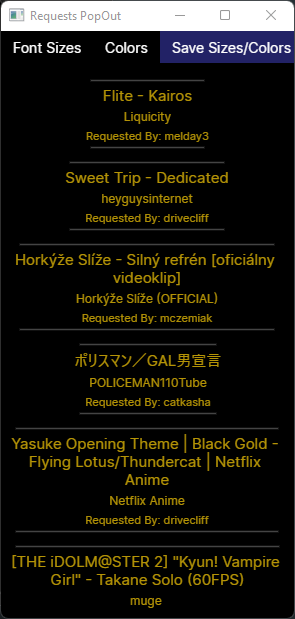 Requests PopOut
Font Sizes Colors Save Sizes/Colors
Flite - Kairos
Liquicity
Requested By: melday3
Sweet Trip - Dedicated
heyguysinternet
Requested By: drivecliff
Horkýže Slíže - Silný refrén [oficiálny
videoklip]
Horkýže Slíže (OFFICIAL)
Requested By: mczemiak
ポリスマン／GAL男宣言
POLICEMAN110Tube
Requested By: catkasha
Yasuke Opening Theme | Black Gold -
Flying Lotus/Thundercat | Netflix
Anime
Netflix Anime
Requested By: drivecliff
[THE iDOLM@STER 2] "Kyun! Vampire
Girl" - Takane Solo (60FPS)
muge